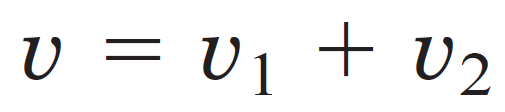 v = v₁ + v₂